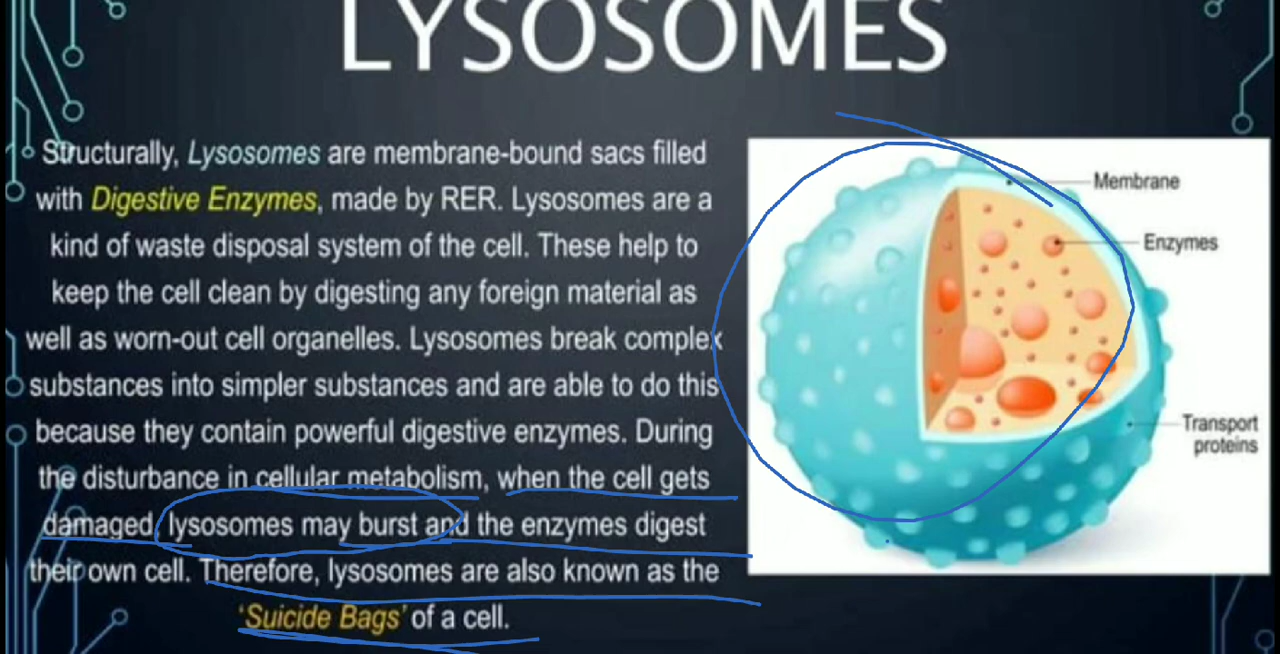 LYSOSOMES
Structurally, Lysosomes are membrane-bound sacs filled
with Digestive Enzymes, made by RER. Lysosomes are a
kind of waste disposal system of the cell. These help to
keep the cell clean by digesting any foreign material as
well as worn-out cell organelles. Lysosomes break complex
substances into simpler substances and are able to do this
because they contain powerful digestive enzymes. During
the disturbance in cellular metabolism, when the cell gets
damaged, lysosomes may burst and the enzymes digest
their own cell. Therefore, lysosomes are also known as the
‘Suicide Bags’ of a cell.
Membrane
Enzymes
Transport
proteins